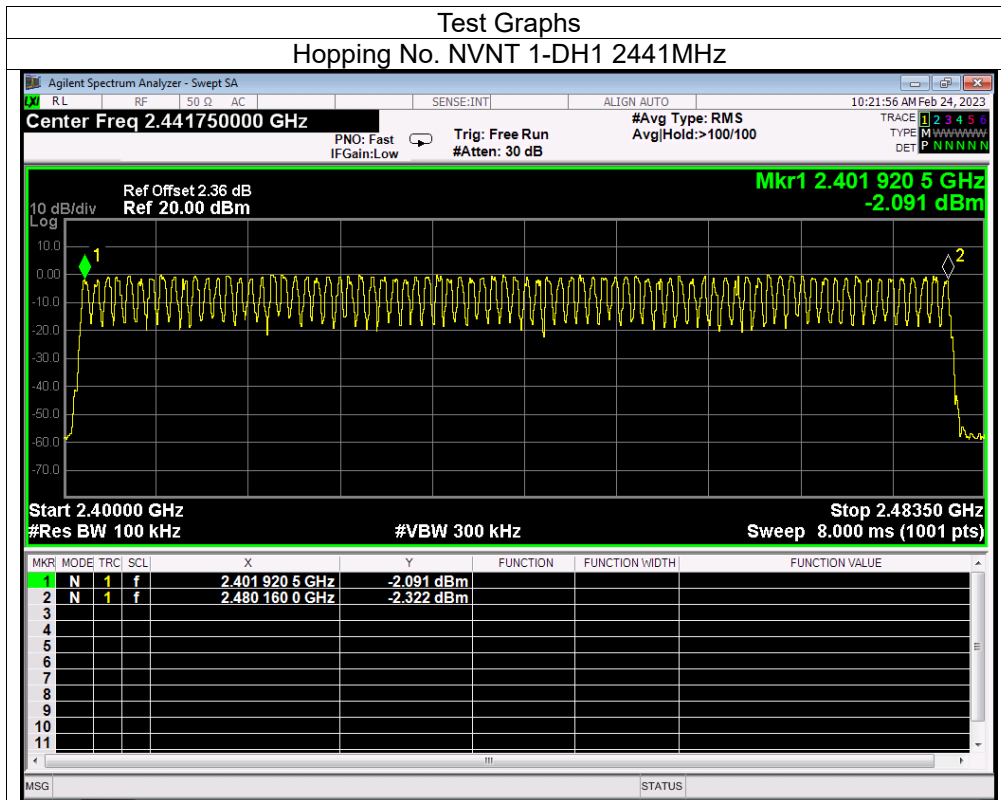 Test Graphs
Hopping No. NVNT 1-DH1 2441MHz
Agilent Spectrum Analyzer - Swept SA
LXI RL RF 50 Ω AC SENSE:INT ALIGN AUTO 10:21:56 AM Feb 24, 2023
Center Freq 2.441750000 GHz #Avg Type: RMS TRACE 1 2 3 4 5 6
PNO: Fast Trig: Free Run Avg|Hold:>100/100 TYPE M WWWWW
IFGain:Low #Atten: 30 dB DET P N N N N N
Mkr1 2.401 920 5 GHz
-2.091 dBm
Ref Offset 2.36 dB
10 dB/div Ref 20.00 dBm
Log
10.0
1
2
0.00
-10.0
-20.0
-30.0
-40.0
-50.0
-60.0
-70.0
Start 2.40000 GHz Stop 2.48350 GHz
#Res BW 100 kHz #VBW 300 kHz Sweep 8.000 ms (1001 pts)
MKR MODE TRC SCL X Y FUNCTION FUNCTION WIDTH FUNCTION VALUE
1 N 1 f 2.401 920 5 GHz -2.091 dBm
2 N 1 f 2.480 160 0 GHz -2.322 dBm
3
4
5
6
7
8
9
10
11
MSG STATUS